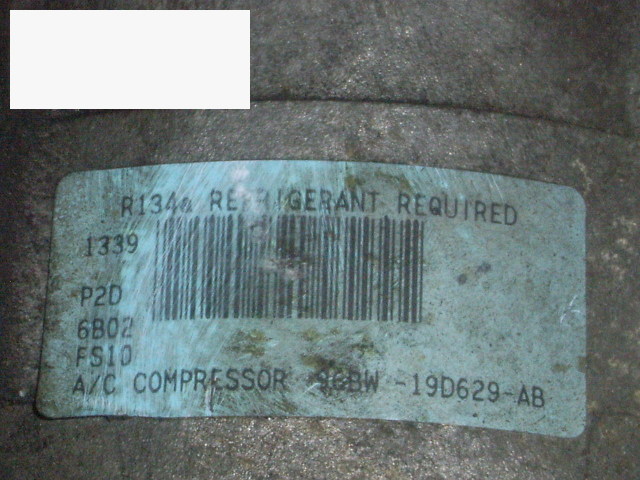 R134a REFRIGERANT REQUIRED
1339
P2D
6B02
FS10
A/C COMPRESSOR 96BW -19D629-AB